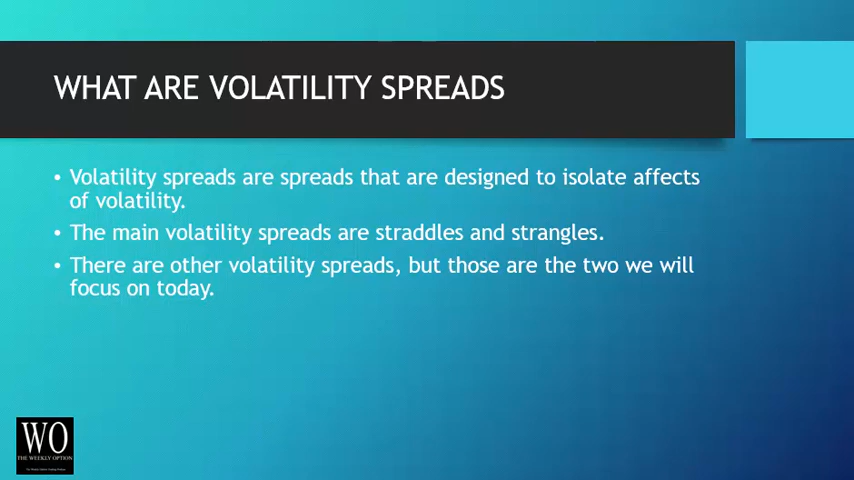 WHAT ARE VOLATILITY SPREADS
• Volatility spreads are spreads that are designed to isolate affects
of volatility.
• The main volatility spreads are straddles and strangles.
• There are other volatility spreads, but those are the two we will
focus on today.
WO
THE WEEKLY OPTION